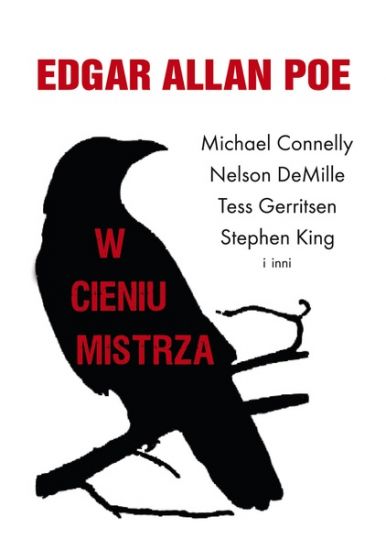 EDGAR ALLAN POE
Michael Connelly
Nelson DeMille
Tess Gerritsen
Stephen King
i inni
W
CIENIU
MISTRZA